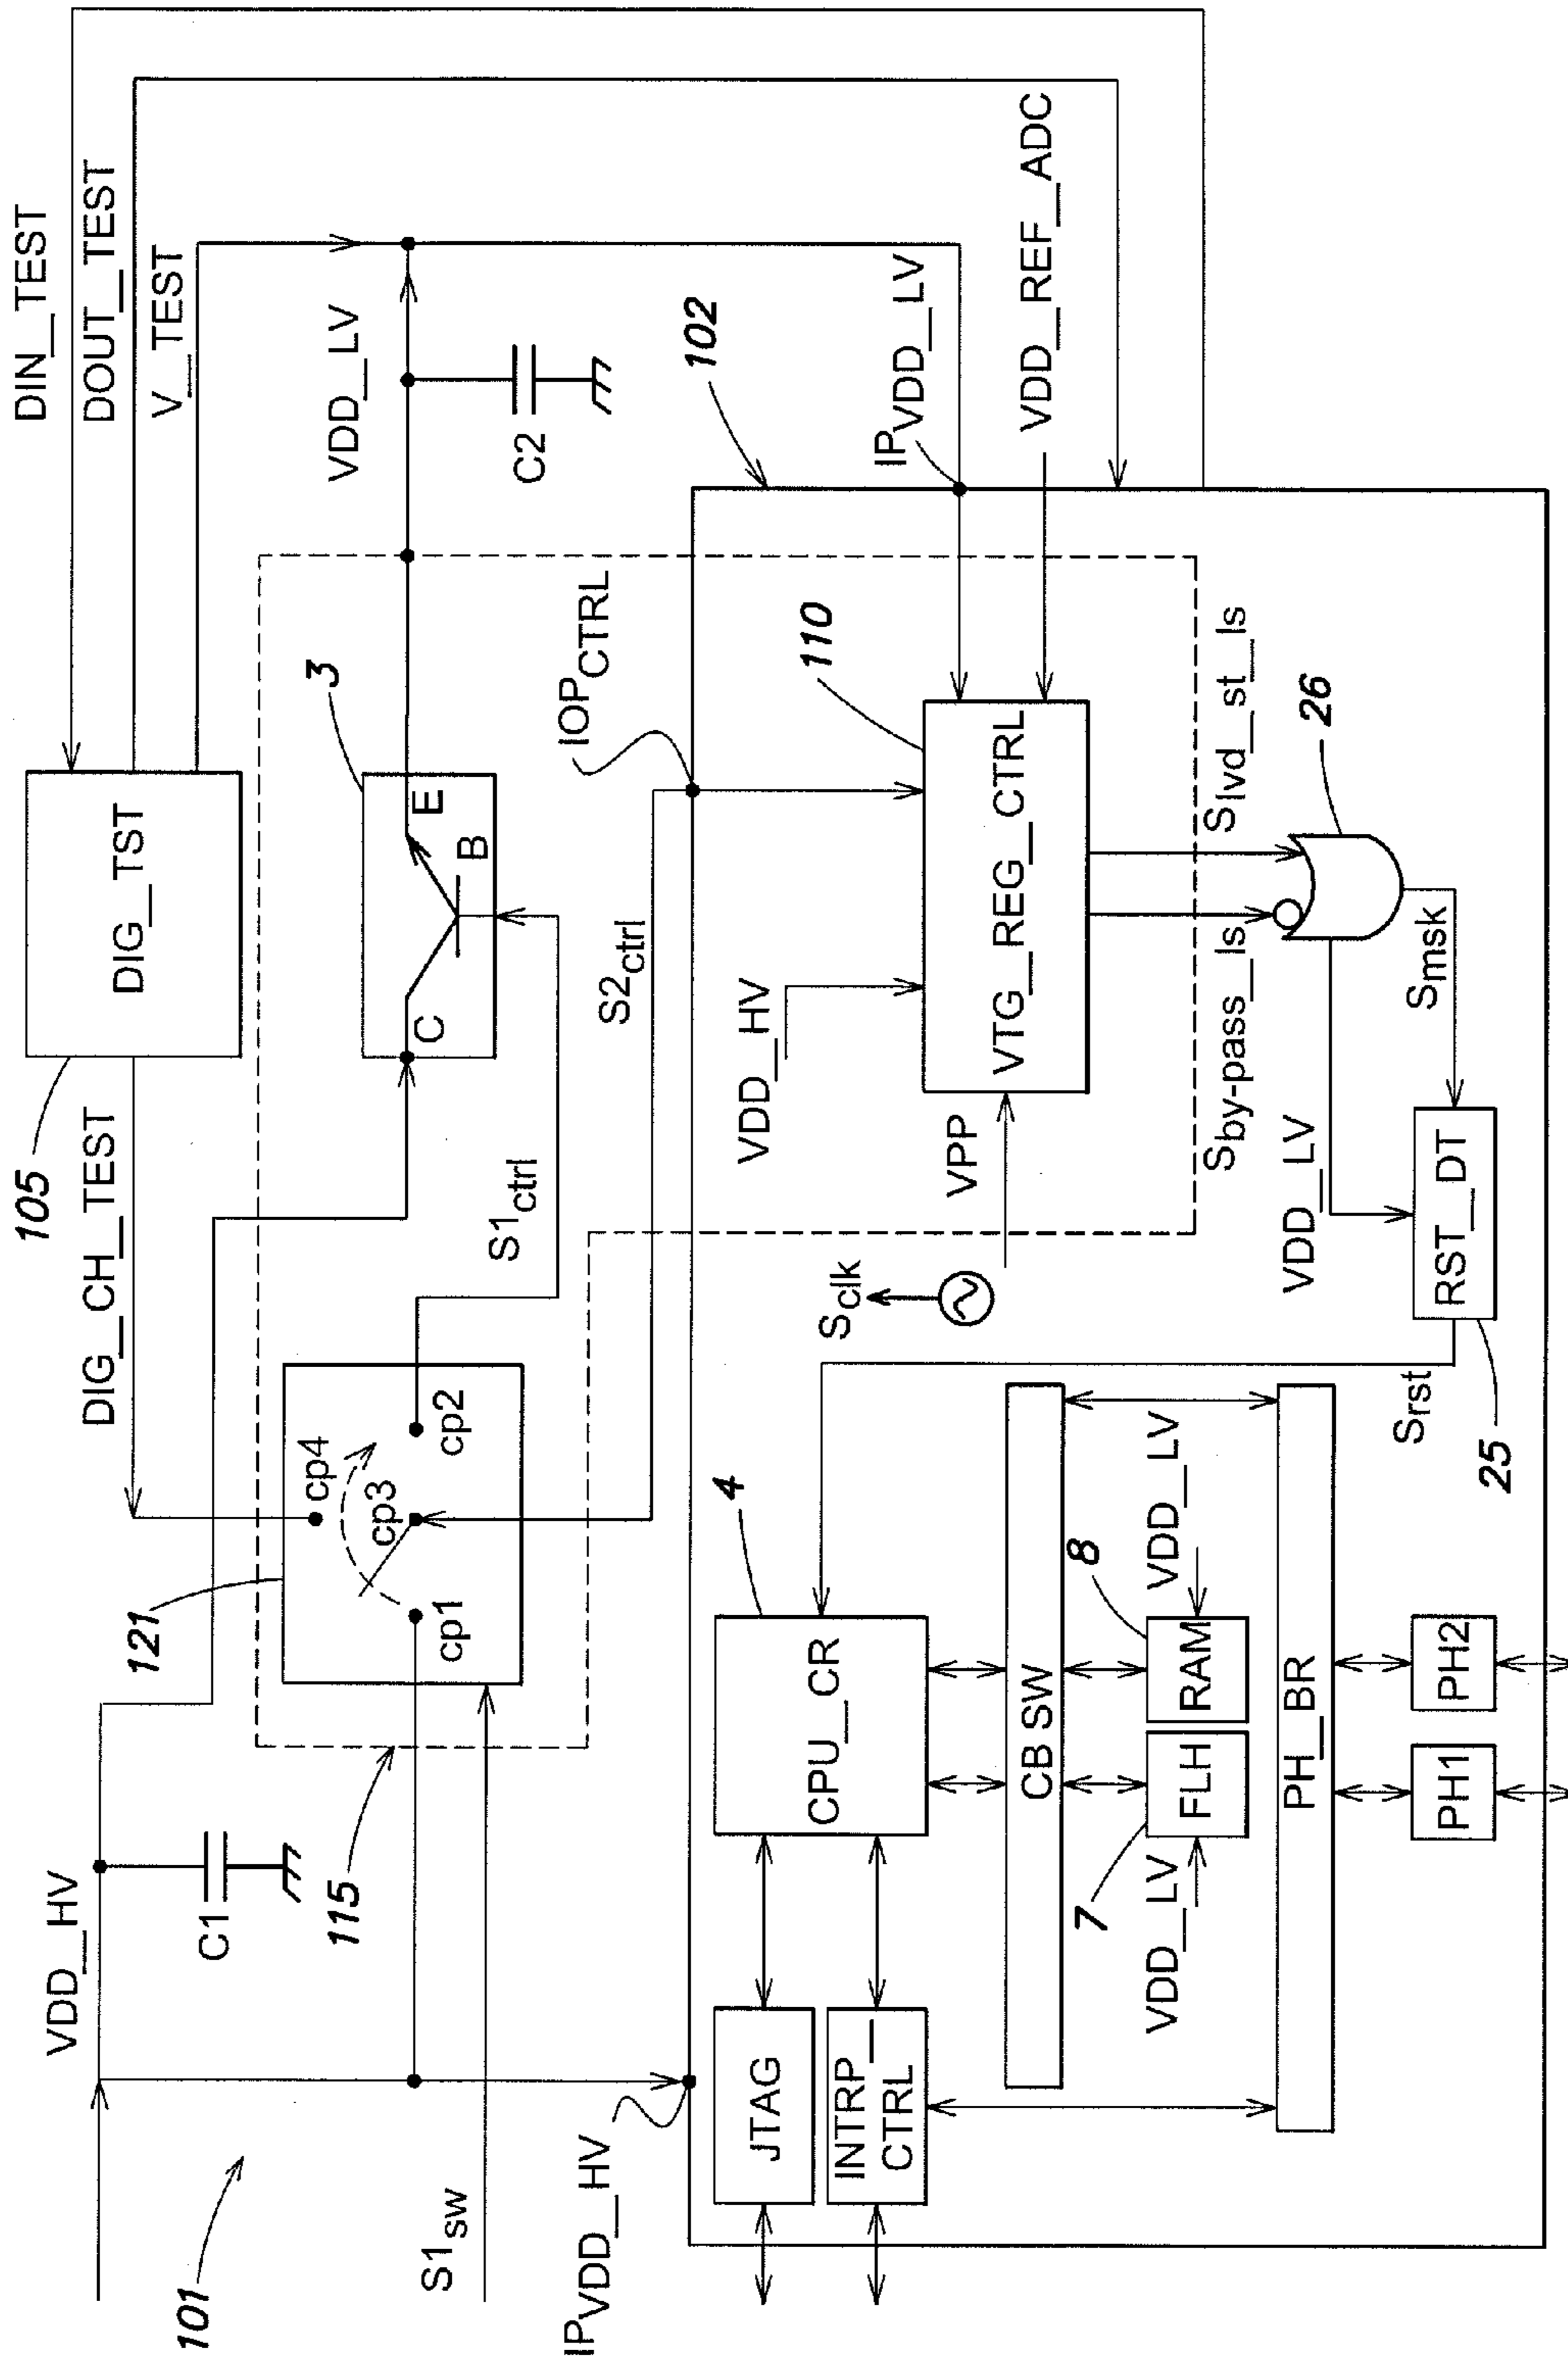 101
VDD_HV
C1
115
S1sw
IPVDD_HV
121
cp1
cp3
cp4
cp2
DIG_CH_TEST
105
DIG_TST
DIN_TEST
DOUT_TEST
V_TEST
S1ctrl
3
C
B
E
VDD_LV
C2
S2ctrl
IOPCTRL
102
IPVDD_LV
VDD_REF_ADC
110
VDD_HV
VPP
VTG_REG_CTRL
Sclk
Sby-pass_ls
Slvd_st_ls
26
Smsk
VDD_LV
RST_DT
25
Srst
4
CPU_CR
JTAG
INTRP_
CTRL
CB SW
7
FLH
VDD_LV
8
RAM
VDD_LV
PH_BR
PH1
PH2